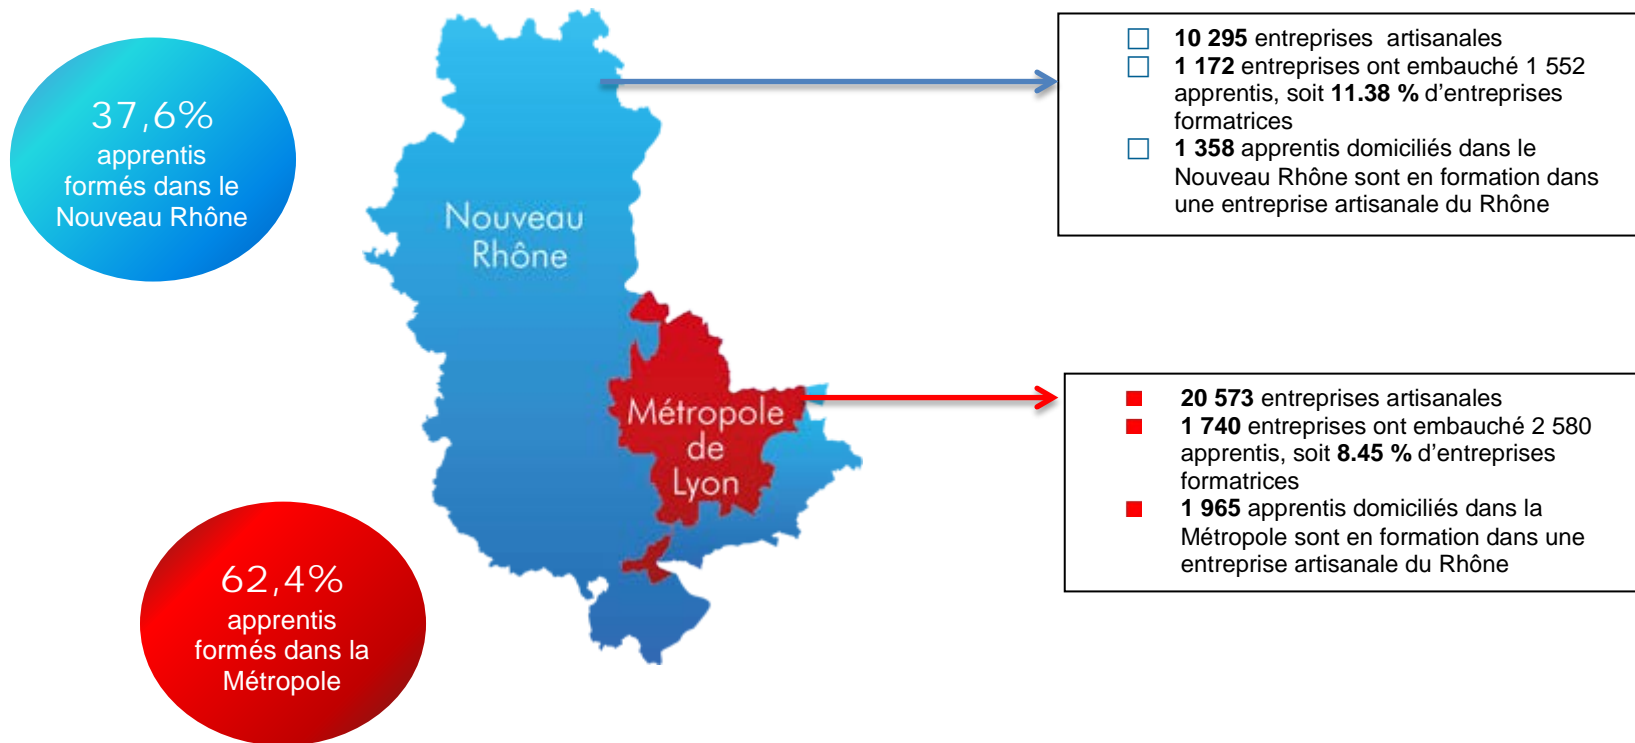 37,6%
apprentis
formés dans le
Nouveau Rhône
Nouveau
Rhône
10 295 entreprises artisanales
1 172 entreprises ont embauché 1 552
apprentis, soit 11.38 % d'entreprises
formatrices
1 358 apprentis domiciliés dans le
Nouveau Rhône sont en formation dans
une entreprise artisanale du Rhône
Métropole
de
Lyon
20 573 entreprises artisanales
1 740 entreprises ont embauché 2 580
apprentis, soit 8.45 % d'entreprises
formatrices
1 965 apprentis domiciliés dans la
Métropole sont en formation dans une
entreprise artisanale du Rhône
62,4%
apprentis
formés dans la
Métropole